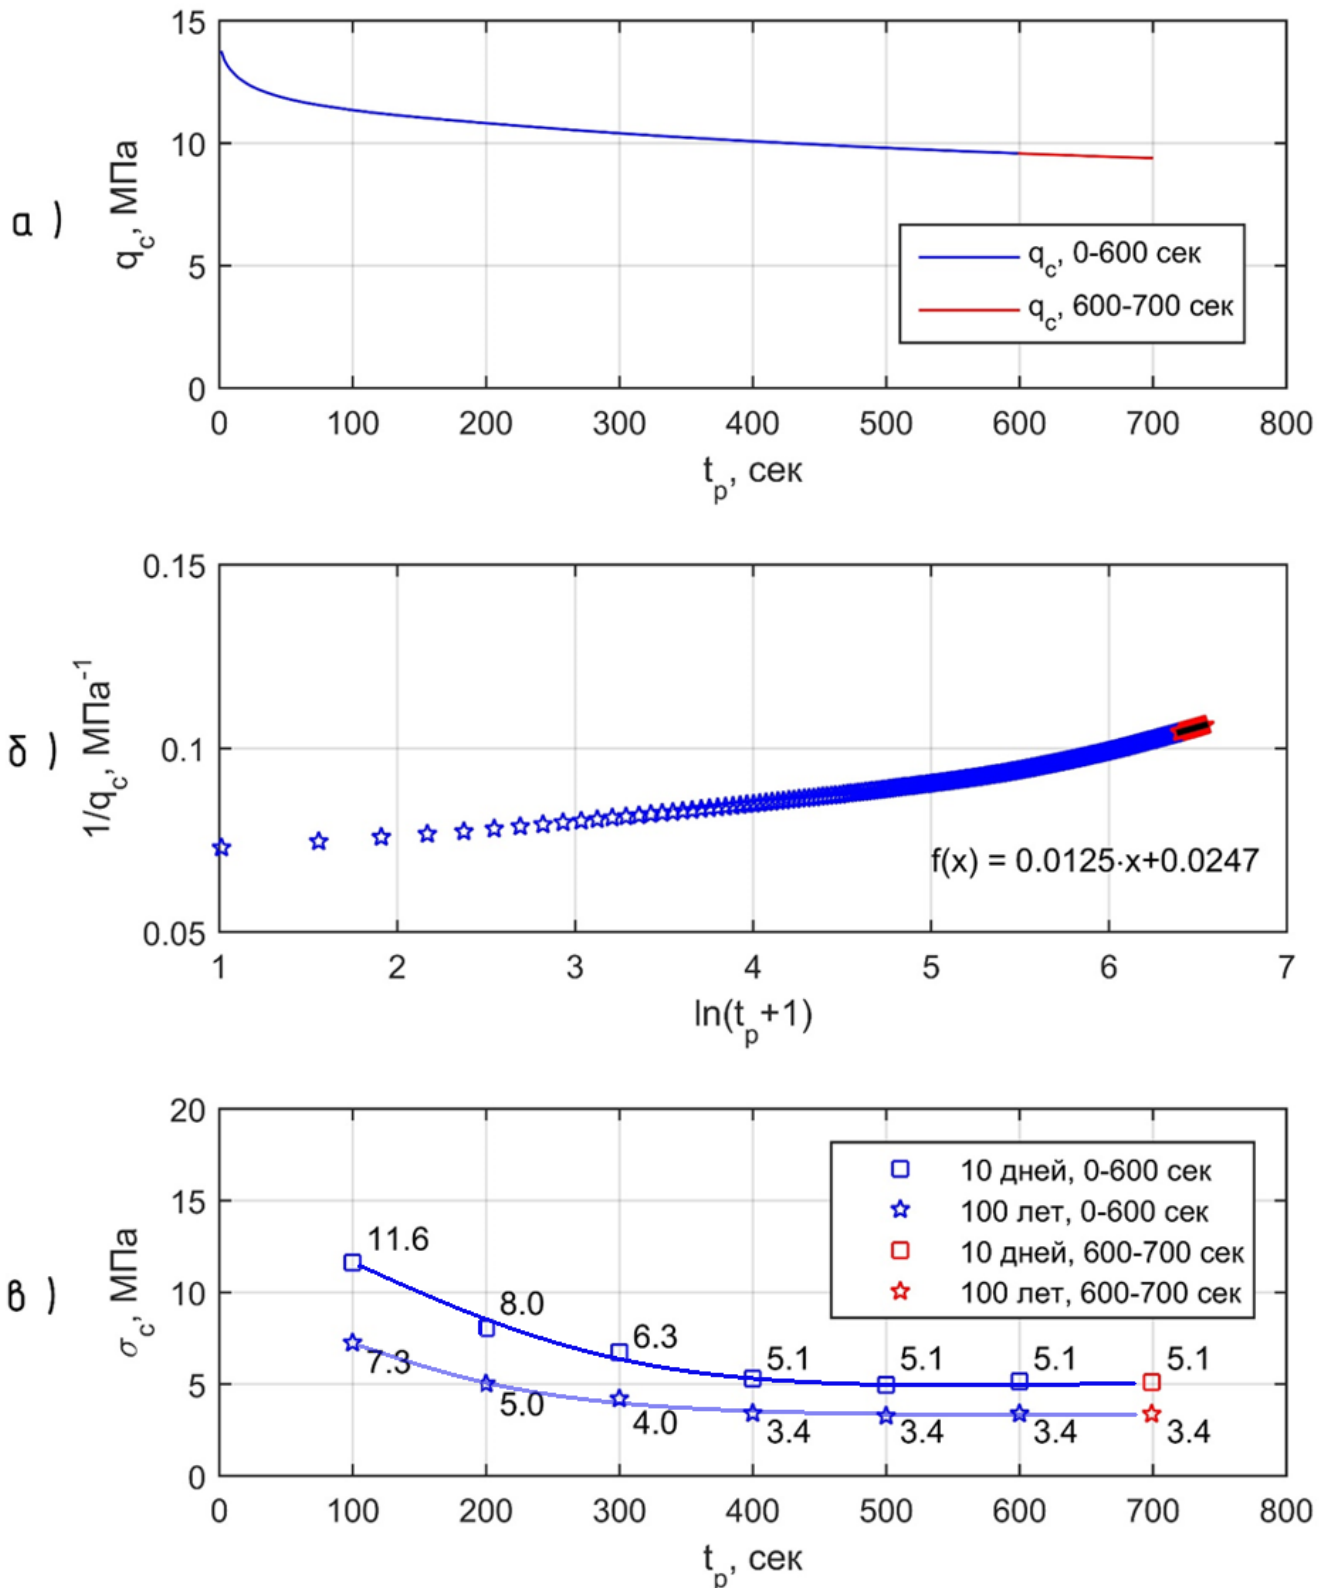 а )
15
10
5
0
q_c, МПа
0 100 200 300 400 500 600 700 800
t_p, сек
q_c, 0-600 сек
q_c, 600-700 сек
б )
0.15
0.1
0.05
1/q_c, МПа^-1
f(x) = 0.0125·x+0.0247
1 2 3 4 5 6 7
ln(t_p+1)
в )
20
15
10
5
0
σ_c, МПа
10 дней, 0-600 сек
100 лет, 0-600 сек
10 дней, 600-700 сек
100 лет, 600-700 сек
11.6 8.0 6.3 5.1 5.1 5.1 5.1
7.3 5.0 4.0 3.4 3.4 3.4 3.4
0 100 200 300 400 500 600 700 800
t_p, сек